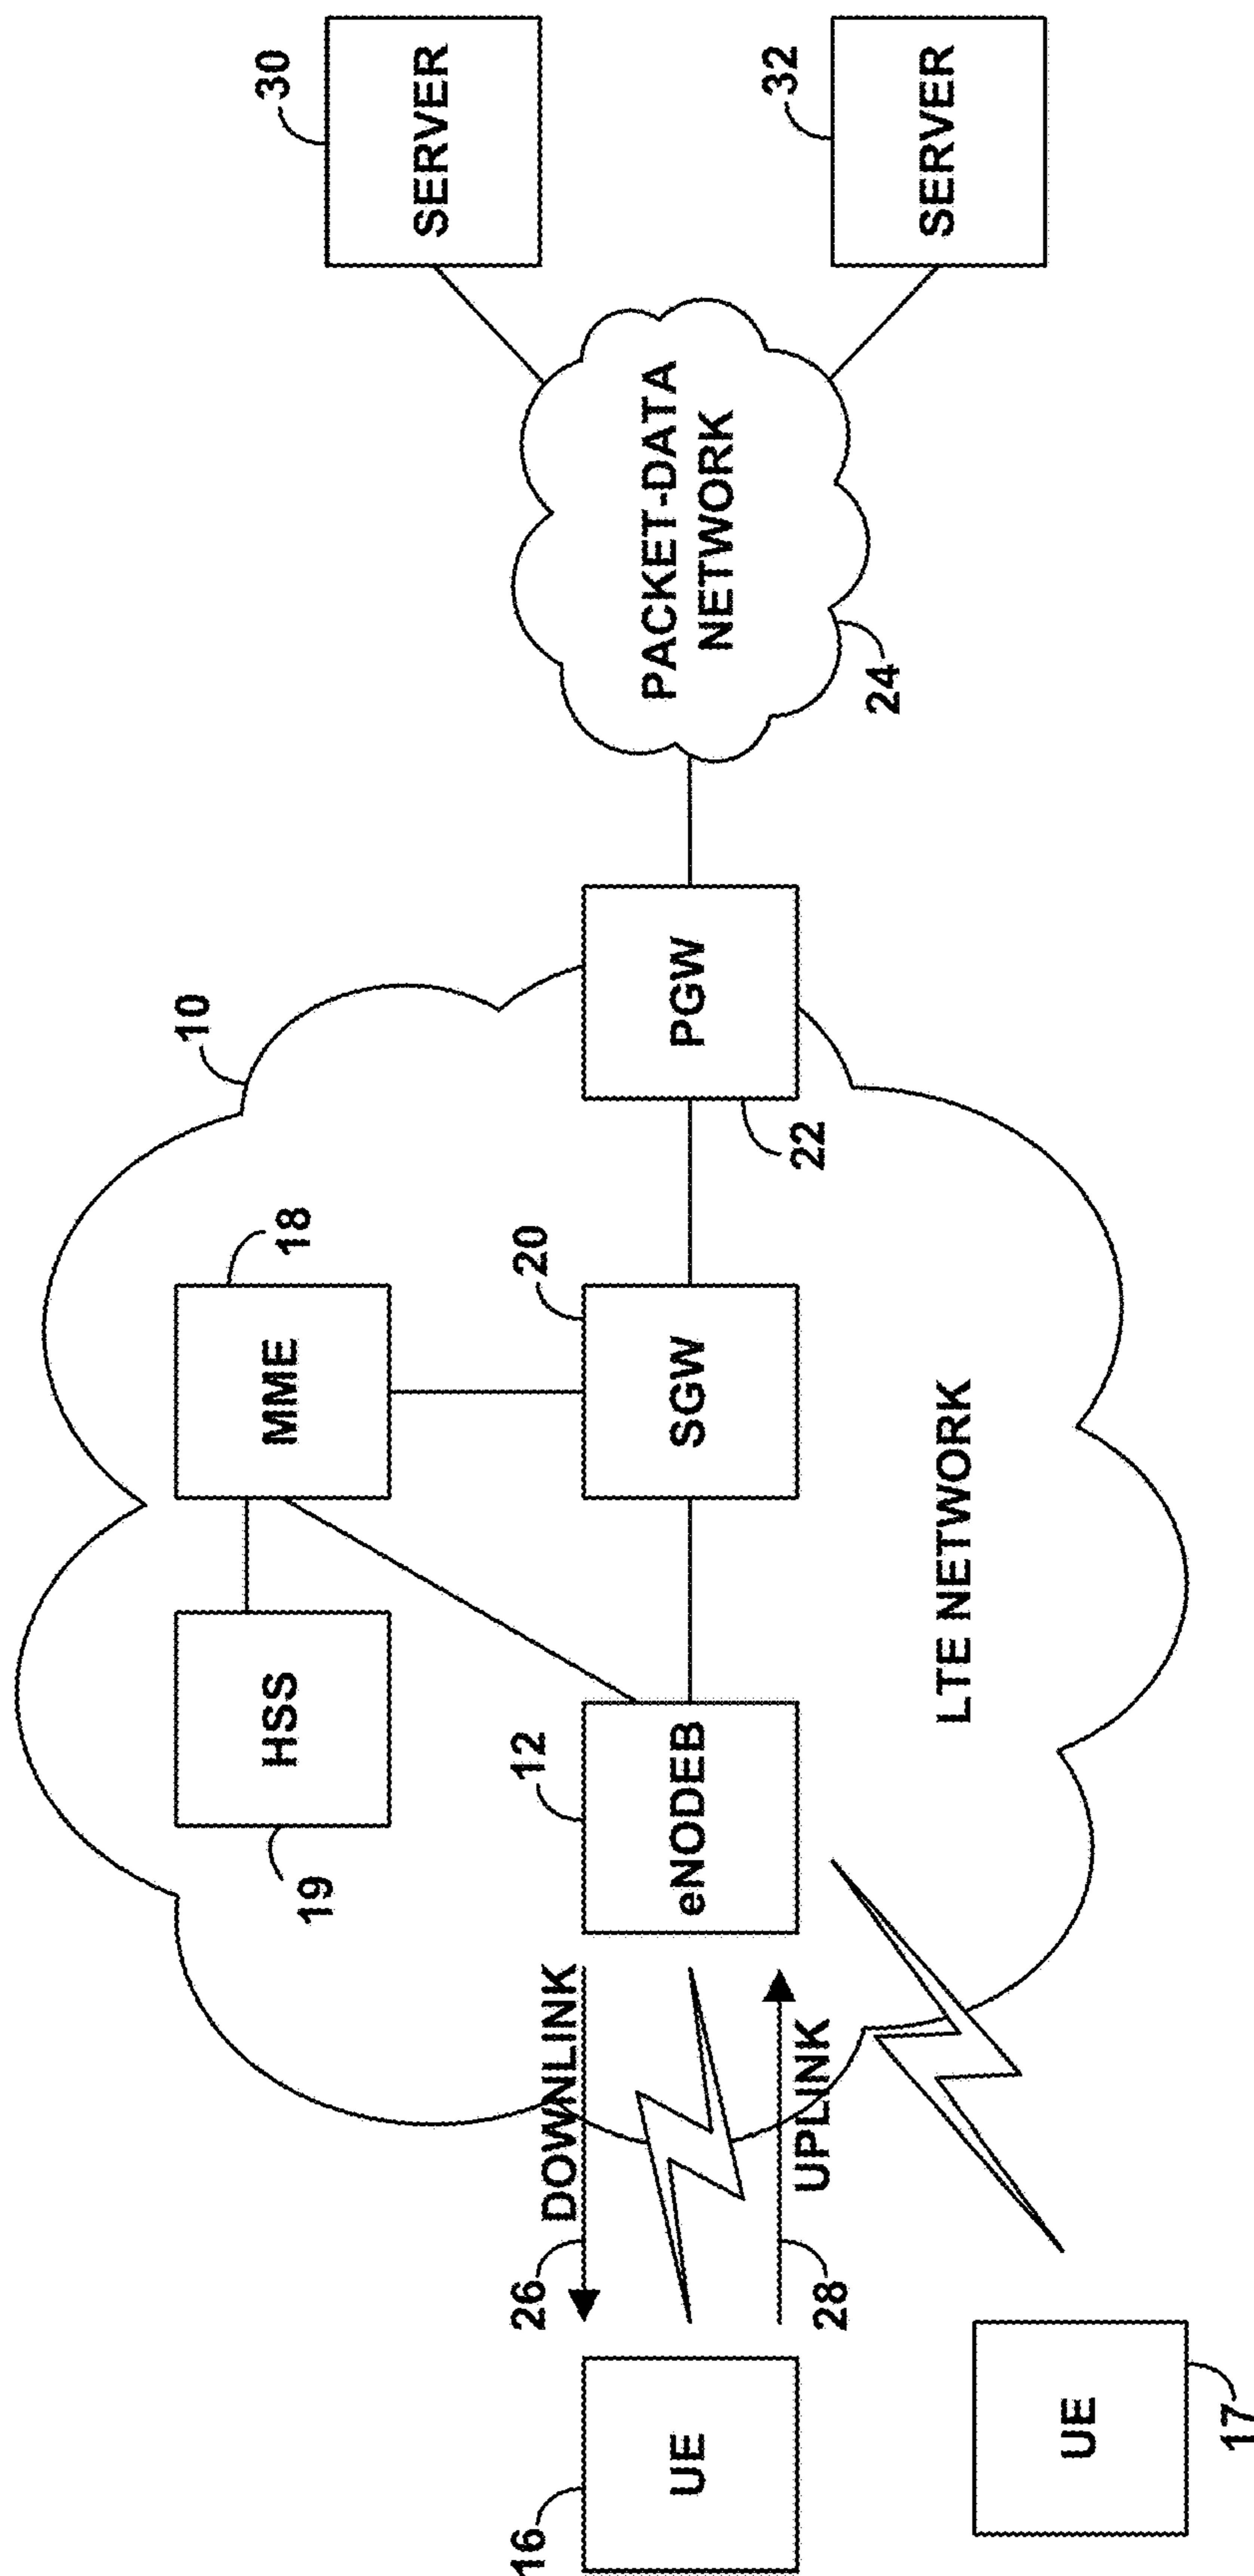 10
HSS
19
MME
18
30
SERVER
DOWNLINK
26
12
20
16
UE
eNODEB
SGW
PGW
22
PACKET-DATA
NETWORK
24
UPLINK
28
LTE NETWORK
32
SERVER
UE
17